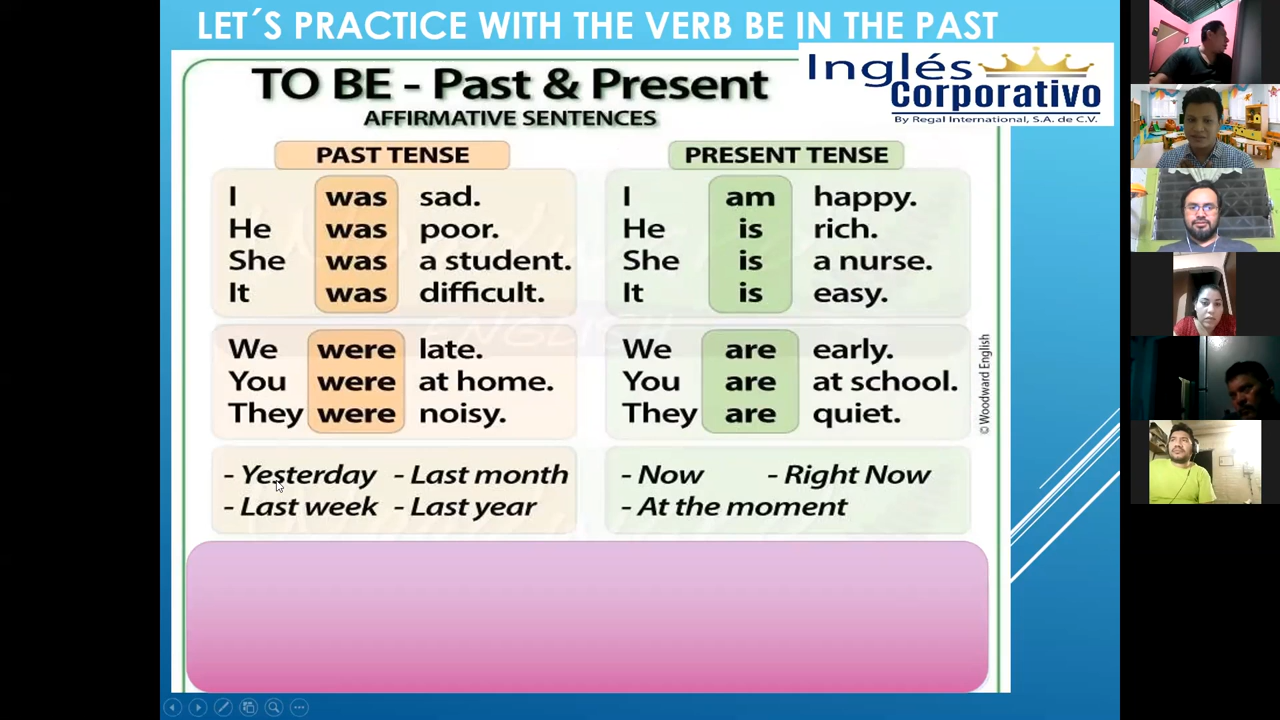 LET´S PRACTICE WITH THE VERB BE IN THE PAST
Inglés
Corporativo
By Regal International, S.A. de C.V.
TO BE - Past & Present
AFFIRMATIVE SENTENCES
PAST TENSE
I was sad.
He was poor.
She was a student.
It was difficult.
We were late.
You were at home.
They were noisy.
- Yesterday - Last month
- Last week - Last year
PRESENT TENSE
I am happy.
He is rich.
She is a nurse.
It is easy.
We are early.
You are at school.
They are quiet.
- Now - Right Now
- At the moment
© Woodward English